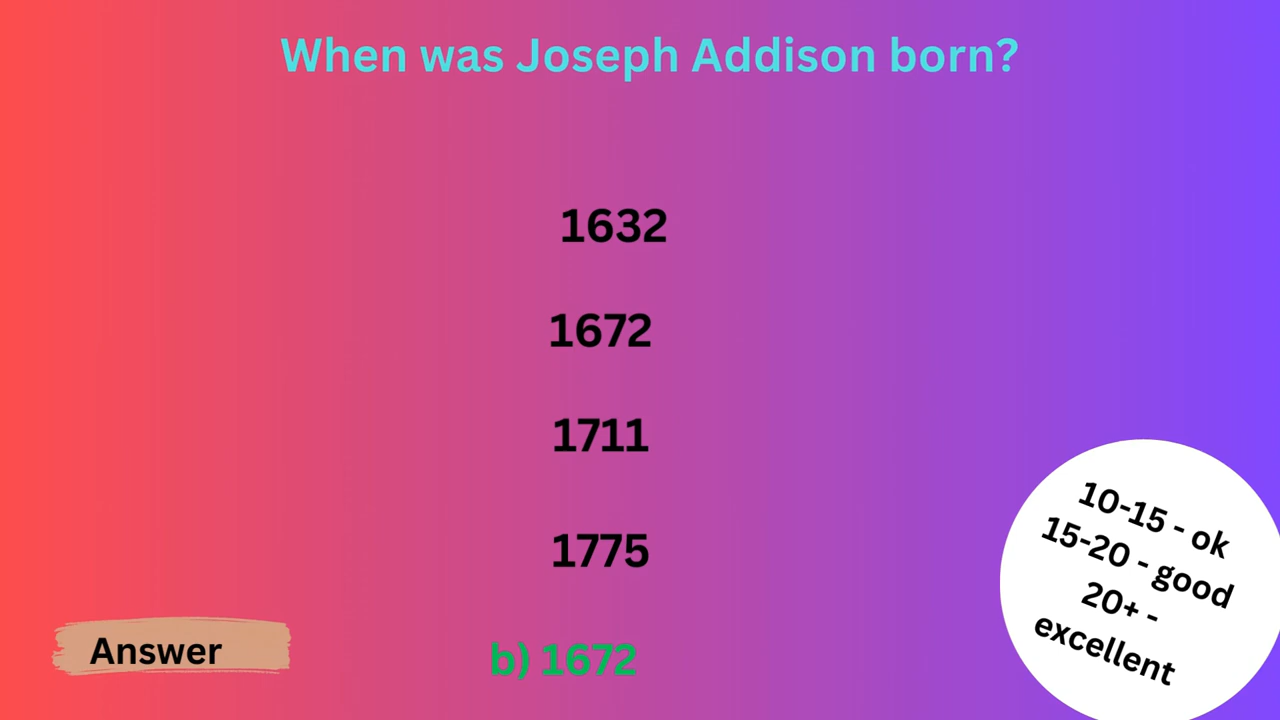 When was Joseph Addison born?
1632
1672
1711
1775
Answer
b) 1672
10-15 - ok
15-20 - good
20+ -
excellent